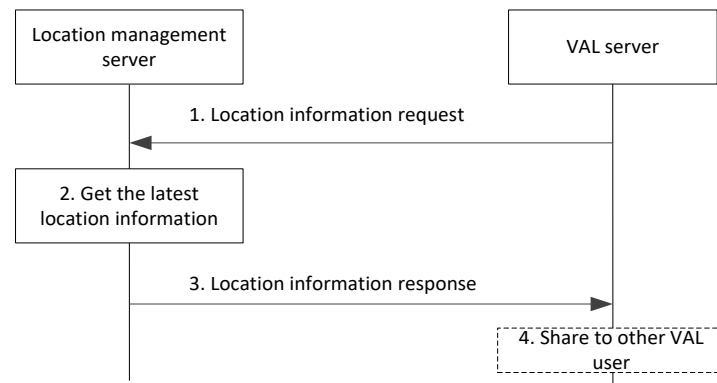 Location management
server
VAL server
1. Location information request
2. Get the latest
location information
3. Location information response
4. Share to other VAL
user